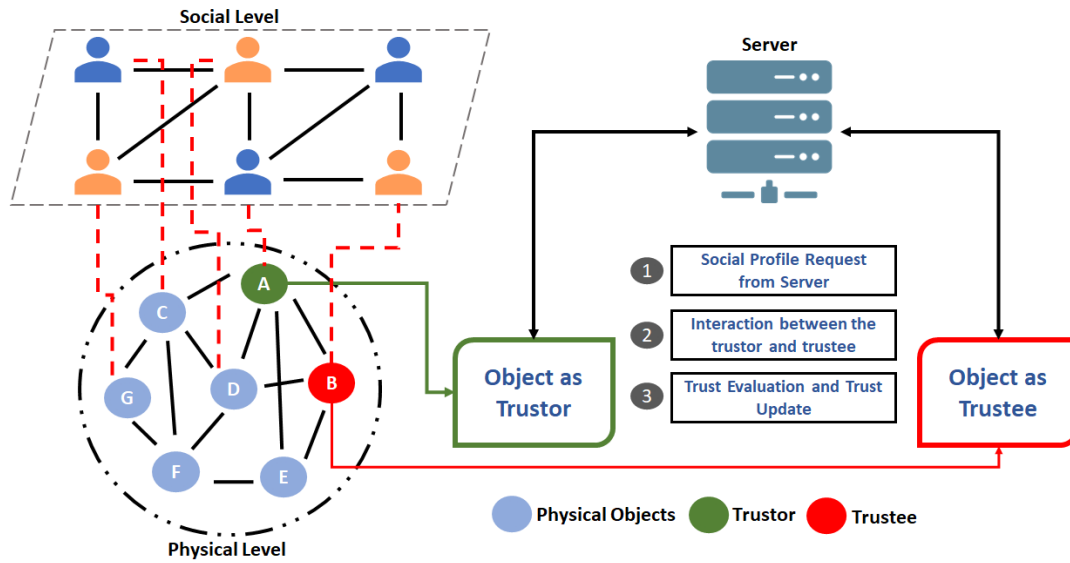 Social Level
Server
1
Social Profile Request
from Server
2
Interaction between the
trustor and trustee
3
Trust Evaluation and Trust
Update
A
C
G
D
B
F
E
Object as
Trustor
Object as
Trustee
Physical Objects
Trustor
Trustee
Physical Level